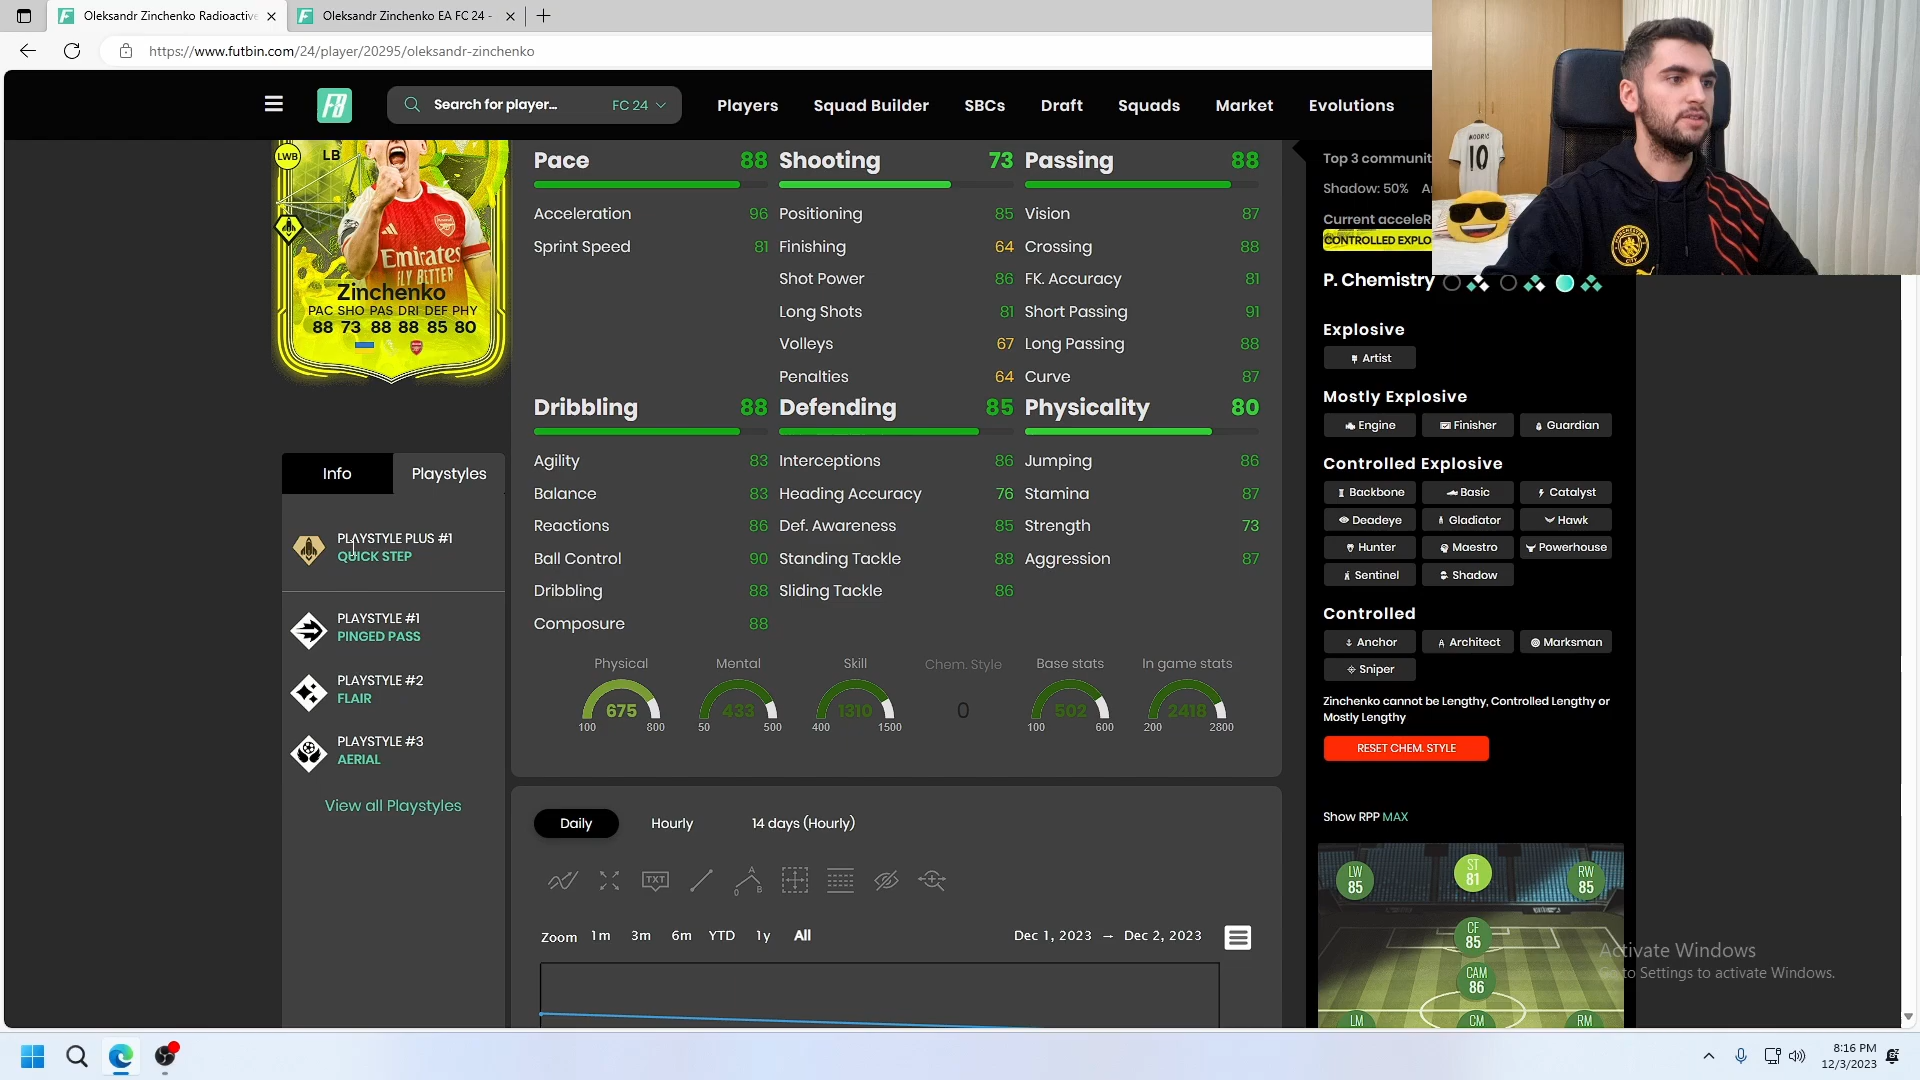 Oleksandr Zinchenko Radioactive
Oleksandr Zinchenko EA FC 24 -
https://www.futbin.com/24/player/20295/oleksandr-zinchenko
Search for player...
FC 24
Players
Squad Builder
SBCs
Draft
Squads
Market
Evolutions
LWB
LB
Emirates
FLY BETTER
Zinchenko
PAC SHO PAS DRI DEF PHY
88 73 88 88 85 80
Pace 88
Acceleration 96
Sprint Speed 81
Shooting 73
Positioning 85
Finishing 64
Shot Power 86
Long Shots 81
Volleys 67
Penalties 64
Passing 88
Vision 87
Crossing 88
FK. Accuracy 81
Short Passing 91
Long Passing 88
Curve 87
Dribbling 88
Agility 83
Balance 83
Reactions 86
Ball Control 90
Dribbling 88
Composure 88
Defending 85
Interceptions 86
Heading Accuracy 76
Def. Awareness 85
Standing Tackle 88
Sliding Tackle 86
Physicality 80
Jumping 86
Stamina 87
Strength 73
Aggression 87
Physical
675
100 800
Mental
433
50 500
Skill
1310
400 1500
Chem. Style
0
Base stats
502
100 600
In game stats
2418
200 2800
Info
Playstyles
PLAYSTYLE PLUS #1
QUICK STEP
PLAYSTYLE #1
PINGED PASS
PLAYSTYLE #2
FLAIR
PLAYSTYLE #3
AERIAL
View all Playstyles
Daily
Hourly
14 days (Hourly)
TXT
Zoom 1m 3m 6m YTD 1y All
Dec 1, 2023 → Dec 2, 2023
Top 3
Shadow: 50%
Current
CONTROLLED
MODRIC
10
P. Chemistry
Explosive
Artist
Mostly Explosive
Engine
Finisher
Guardian
Controlled Explosive
Backbone
Basic
Catalyst
Deadeye
Gladiator
Hawk
Hunter
Maestro
Powerhouse
Sentinel
Shadow
Controlled
Anchor
Architect
Marksman
Sniper
Zinchenko cannot be Lengthy, Controlled Lengthy or
Mostly Lengthy
RESET CHEM. STYLE
Show RPP MAX
LW
85
ST
81
RW
85
CF
85
CAM
86
LM
CM
RM
Activate Windows
Go to Settings to activate Windows.
8:16 PM
12/3/2023